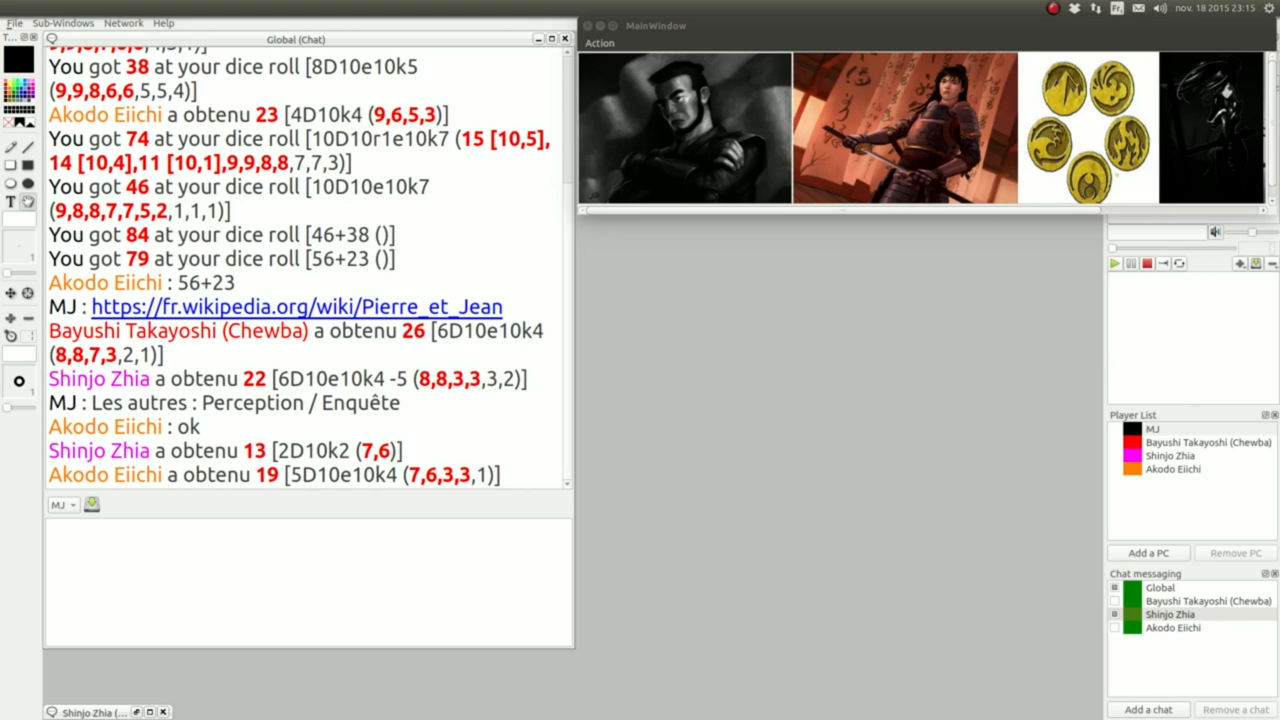 nov. 18 2015 23:15
Fr
File Sub-Windows Network Help
MainWindow
Action
T...
Global (Chat)
You got 38 at your dice roll [8D10e10k5
(9,9,8,6,6,5,5,4)]
Akodo Eiichi a obtenu 23 [4D10k4 (9,6,5,3)]
You got 74 at your dice roll [10D10r1e10k7 (15 [10,5],
14 [10,4],11 [10,1],9,9,8,8,7,7,3)]
You got 46 at your dice roll [10D10e10k7
(9,8,8,7,7,5,2,1,1,1)]
You got 84 at your dice roll [46+38 ()]
You got 79 at your dice roll [56+23 ()]
Akodo Eiichi : 56+23
MJ : https://fr.wikipedia.org/wiki/Pierre_et_Jean
Bayushi Takayoshi (Chewba) a obtenu 26 [6D10e10k4
(8,8,7,3,2,1)]
Shinjo Zhia a obtenu 22 [6D10e10k4 -5 (8,8,3,3,3,2)]
MJ : Les autres : Perception / Enquête
Akodo Eiichi : ok
Shinjo Zhia a obtenu 13 [2D10k2 (7,6)]
Akodo Eiichi a obtenu 19 [5D10e10k4 (7,6,3,3,1)]
MJ
T
1
1
1
Player List
MJ
Bayushi Takayoshi (Chewba)
Shinjo Zhia
Akodo Eiichi
Add a PC Remove PC
Chat messaging
Global
Bayushi Takayoshi (Chewba)
Shinjo Zhia
Akodo Eiichi
Add a chat Remove a chat
Shinjo Zhia (...